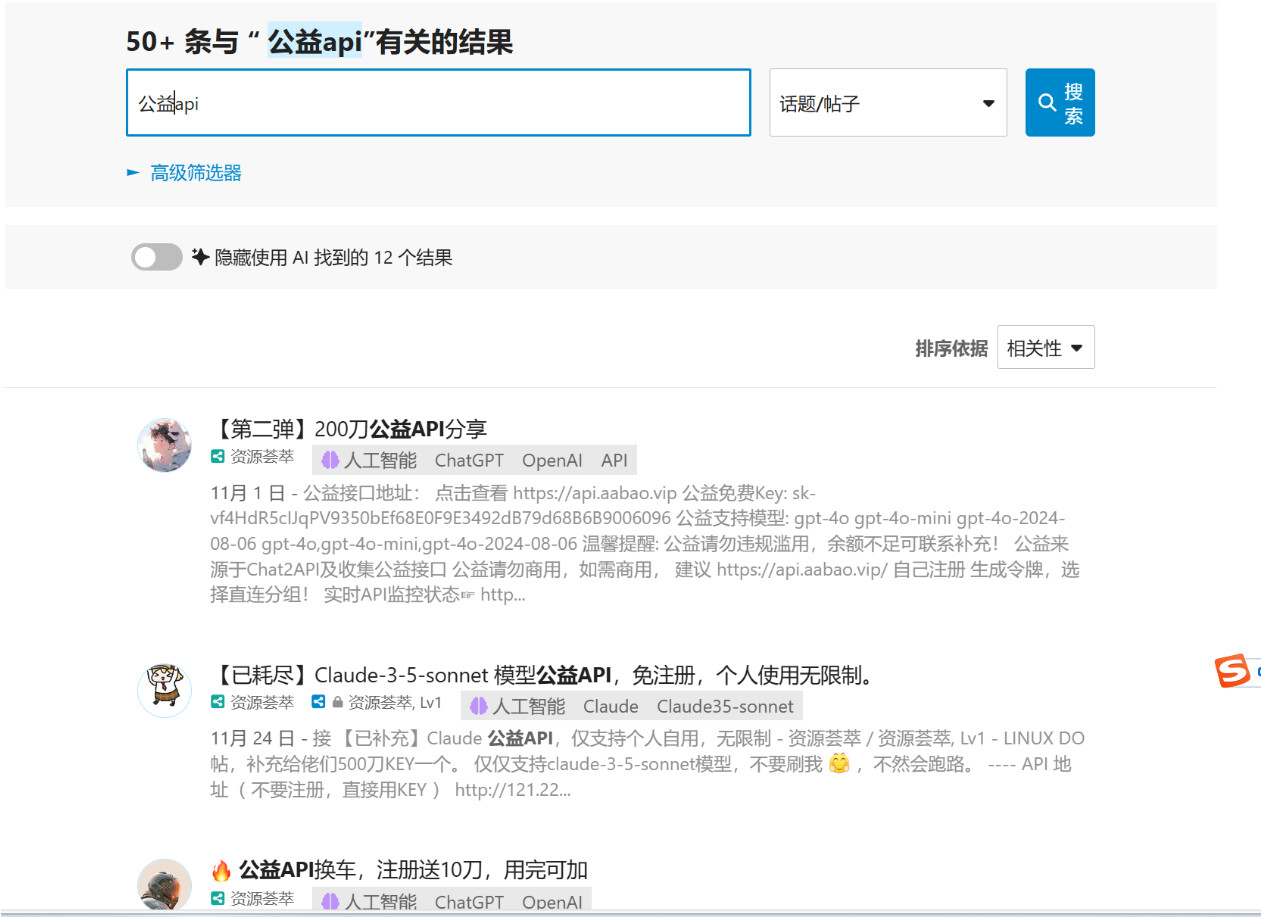 50+ 条与 “ 公益api”有关的结果
公益api
话题/帖子
搜索
高级筛选器
隐藏使用 AI 找到的 12 个结果
排序依据 相关性
【第二弹】200刀公益API分享
资源荟萃 人工智能 ChatGPT OpenAI API
11月 1 日 - 公益接口地址： 点击查看 https://api.aabao.vip 公益免费Key: sk-
vf4HdR5cIJqPV9350bEf68E0F9E3492dB79d68B6B9006096 公益支持模型: gpt-4o gpt-4o-mini gpt-4o-2024-
08-06 gpt-4o,gpt-4o-mini,gpt-4o-2024-08-06 温馨提醒: 公益请勿违规滥用，余额不足可联系补充！ 公益来
源于Chat2API及收集公益接口 公益请勿商用，如需商用， 建议 https://api.aabao.vip/ 自己注册 生成令牌，选
择直连分组！ 实时API监控状态☞ http...
【已耗尽】Claude-3-5-sonnet 模型公益API，免注册，个人使用无限制。
资源荟萃 资源荟萃, Lv1 人工智能 Claude Claude35-sonnet
11月 24 日 - 接 【已补充】Claude 公益API，仅支持个人自用，无限制 - 资源荟萃 / 资源荟萃, Lv1 - LINUX DO
帖，补充给佬们500刀KEY一个。 仅仅支持claude-3-5-sonnet模型，不要刷我 🤗 ，不然会跑路。 ---- API 地
址（ 不要注册，直接用KEY ） http://121.22...
🔥 公益API换车，注册送10刀，用完可加
资源荟萃 人工智能 ChatGPT OpenAI